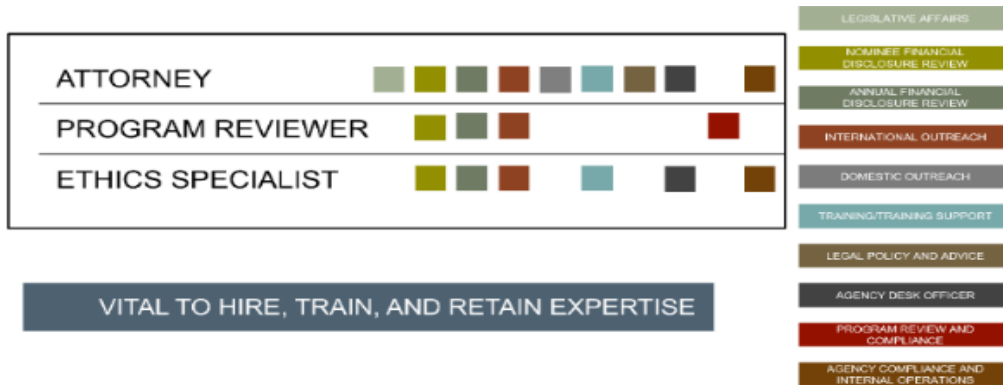 ATTORNEY
PROGRAM REVIEWER
ETHICS SPECIALIST
VITAL TO HIRE, TRAIN, AND RETAIN EXPERTISE
LEGISLATIVE AFFAIRS
NOMINEE FINANCIAL
DISCLOSURE REVIEW
ANNUAL FINANCIAL
DISCLOSURE REVIEW
INTERNATIONAL OUTREACH
DOMESTIC OUTREACH
TRAINING/TRAINING SUPPORT
LEGAL POLICY AND ADVICE
AGENCY DESK OFFICER
PROGRAM REVIEW AND
COMPLIANCE
AGENCY COMPLIANCE AND
INTERNAL OPERATIONS